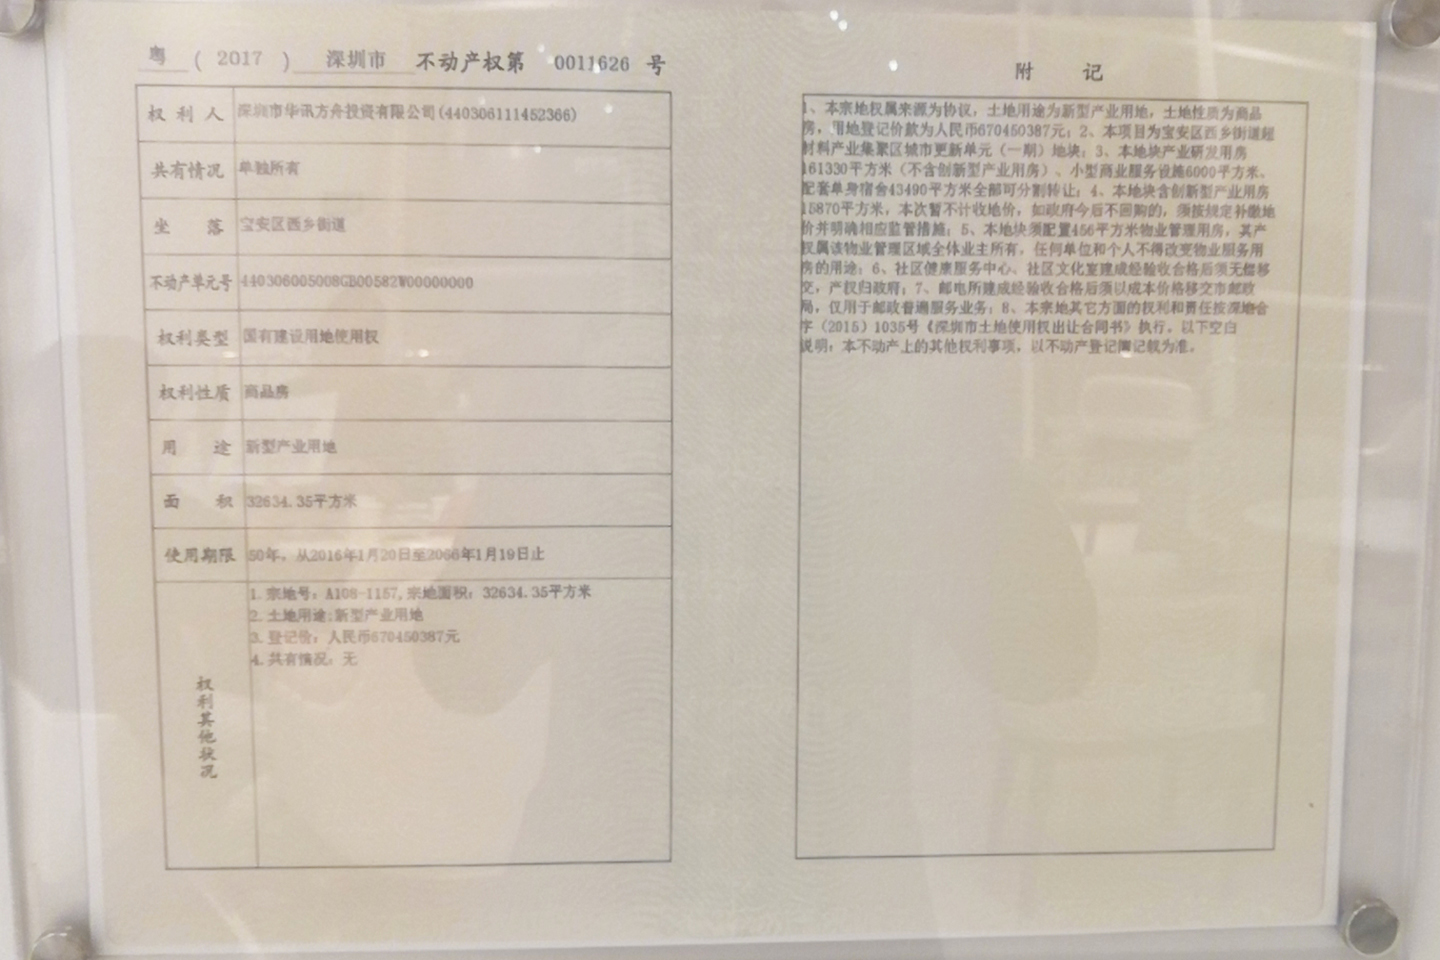 粤 ( 2017 ) 深圳市 不动产权第 0011626 号
权利人 深圳市华讯方舟投资有限公司(440306111452366)
共有情况 单独所有
坐落 宝安区西乡街道
不动产单元号 440306005008GB00582W00000000
权利类型 国有建设用地使用权
权利性质 商品房
用途 新型产业用地
面积 32634.35平方米
使用期限 50年，从2016年1月20日至2066年1月19日止
权利其他状况
1.宗地号：A108-1157,宗地面积：32634.35平方米
2.土地用途:新型产业用地
3.登记价：人民币670450387元
4.共有情况：无
附记
1、本宗地权属来源为协议，土地用途为新型产业用地，土地性质为商品
房，用地登记价款为人民币670450387元；2、本项目为宝安区西乡街道超
材料产业集聚区城市更新单元（一期）地块；3、本地块产业研发用房
161330平方米（不含创新型产业用房）、小型商业服务设施6000平方米、
配套单身宿舍43490平方米全部可分割转让；4、本地块含创新型产业用房
15870平方米，本次暂不计收地价，如政府今后不回购的，须按规定补缴地
价并明确相应监管措施；5、本地块须配置456平方米物业管理用房，其产
权属该物业管理区域全体业主所有，任何单位和个人不得改变物业服务用
房的用途；6、社区健康服务中心、社区文化室建成经验收合格后须无偿移
交，产权归政府；7、邮电所建成经验收合格后须以成本价格移交市邮政
局，仅用于邮政普遍服务业务；8、本宗地其它方面的权利和责任按深地合
字（2015）1035号《深圳市土地使用权出让合同书》执行。以下空白
说明：本不动产上的其他权利事项，以不动产登记簿记载为准。